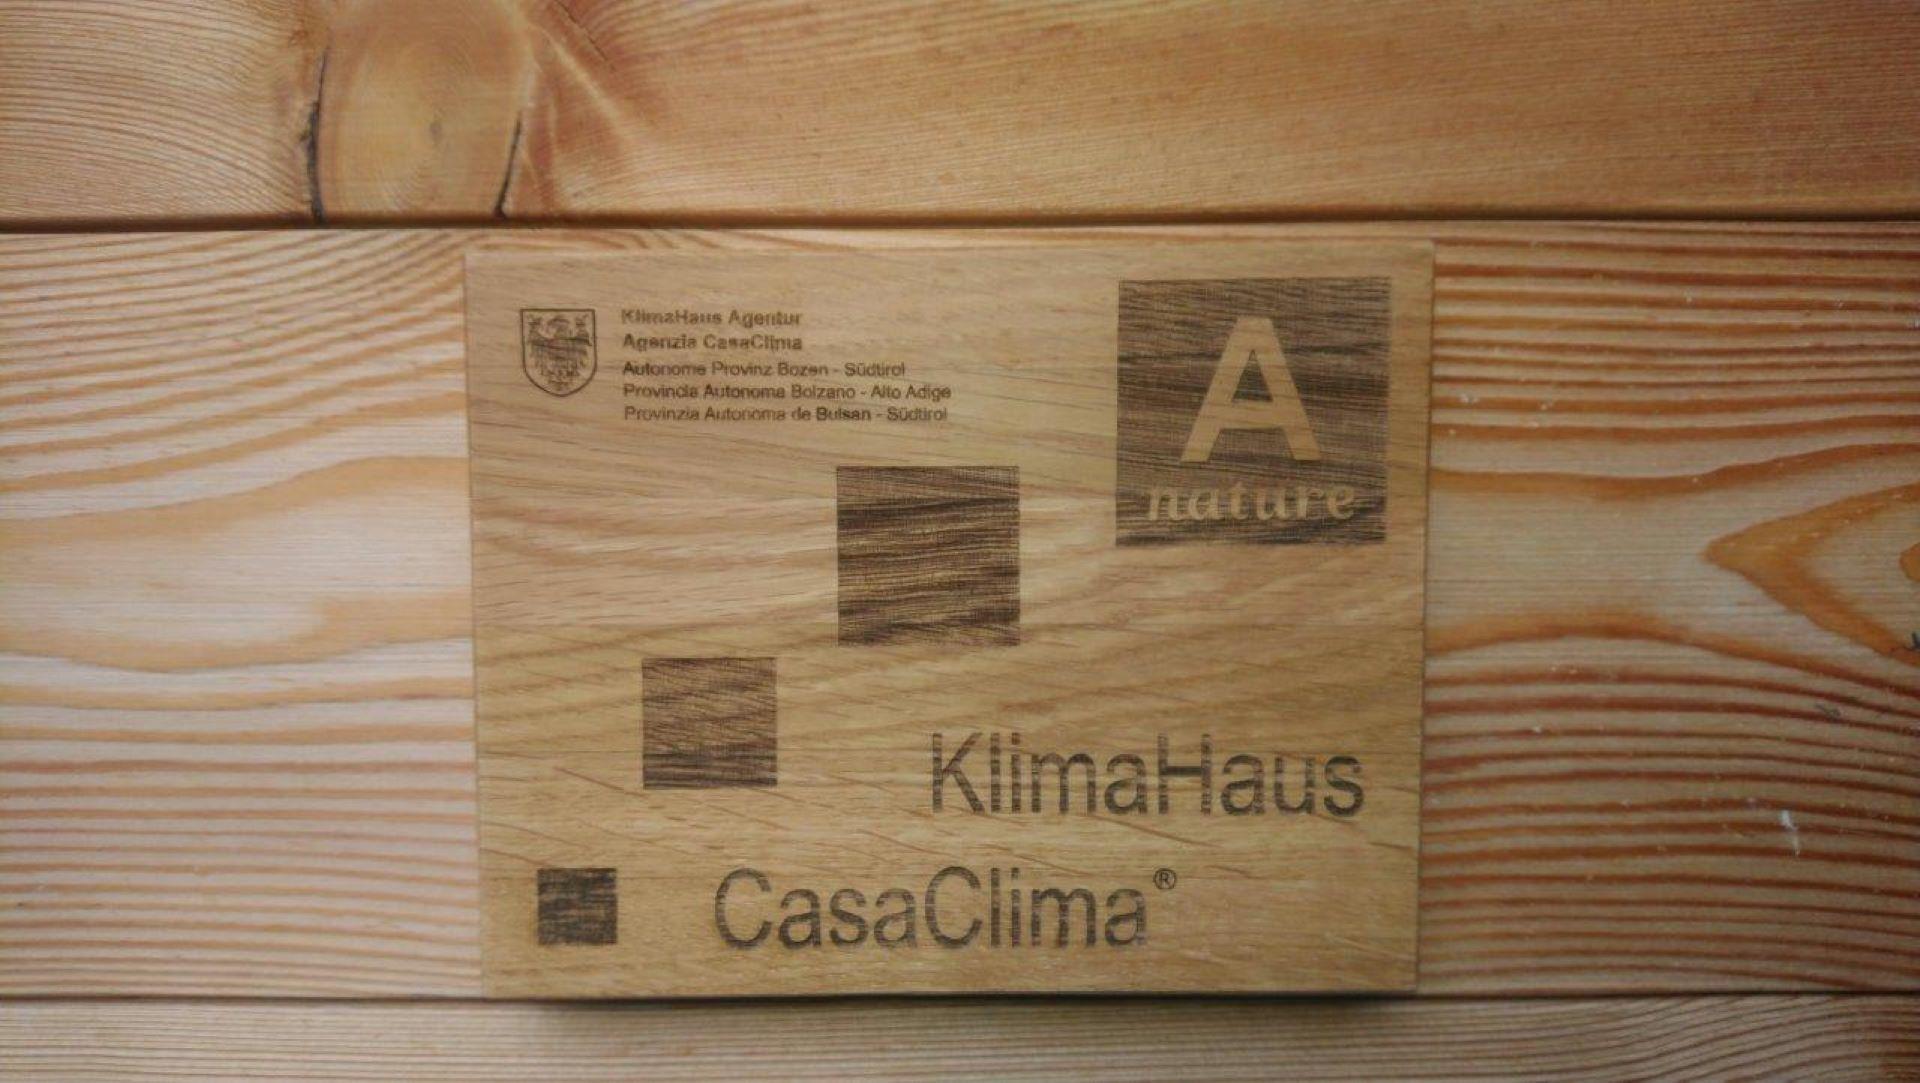 KlimaHaus Agentur
Agenzia CasaClima
Autonome Provinz Bozen - Südtirol
Provincia Autonoma Bolzano - Alto Adige
Provinzia Autonoma de Bulsan - Südtirol
A
nature
KlimaHaus
CasaClima®